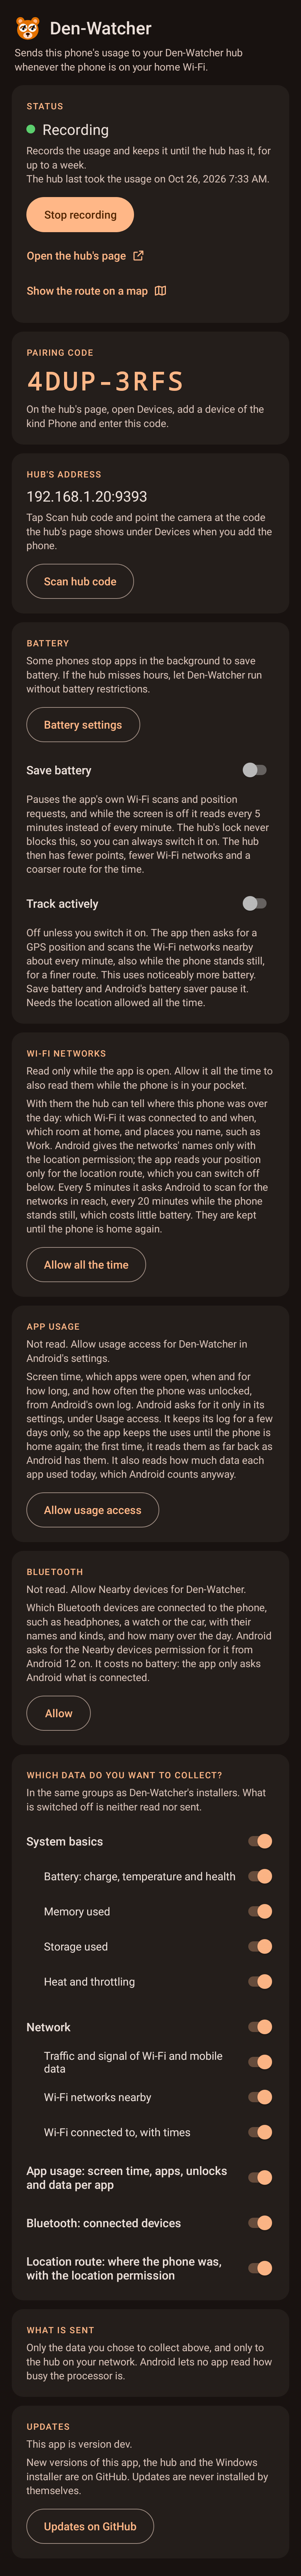 Den-Watcher
Sends this phone's usage to your Den-Watcher hub
whenever the phone is on your home Wi-Fi.
STATUS
Recording
Records the usage and keeps it until the hub has it, for
up to a week.
The hub last took the usage on Oct 26, 2026 7:33 AM.
Stop recording
Open the hub's page
Show the route on a map
PAIRING CODE
4DUP-3RFS
On the hub's page, open Devices, add a device of the
kind Phone and enter this code.
HUB'S ADDRESS
192.168.1.20:9393
Tap Scan hub code and point the camera at the code
the hub's page shows under Devices when you add the
phone.
Scan hub code
BATTERY
Some phones stop apps in the background to save
battery. If the hub misses hours, let Den-Watcher run
without battery restrictions.
Battery settings
Save battery
Pauses the app's own Wi-Fi scans and position
requests, and while the screen is off it reads every 5
minutes instead of every minute. The hub's lock never
blocks this, so you can always switch it on. The hub
then has fewer points, fewer Wi-Fi networks and a
coarser route for the time.
Track actively
Off unless you switch it on. The app then asks for a
GPS position and scans the Wi-Fi networks nearby
about every minute, also while the phone stands still,
for a finer route. This uses noticeably more battery.
Save battery and Android's battery saver pause it.
Needs the location allowed all the time.
WI-FI NETWORKS
Read only while the app is open. Allow it all the time to
also read them while the phone is in your pocket.
With them the hub can tell where this phone was over
the day: which Wi-Fi it was connected to and when,
which room at home, and places you name, such as
Work. Android gives the networks' names only with
the location permission; the app reads your position
only for the location route, which you can switch off
below. Every 5 minutes it asks Android to scan for the
networks in reach, every 20 minutes while the phone
stands still, which costs little battery. They are kept
until the phone is home again.
Allow all the time
APP USAGE
Not read. Allow usage access for Den-Watcher in
Android's settings.
Screen time, which apps were open, when and for
how long, and how often the phone was unlocked,
from Android's own log. Android asks for it only in its
settings, under Usage access. It keeps its log for a few
days only, so the app keeps the uses until the phone is
home again; the first time, it reads them as far back as
Android has them. It also reads how much data each
app used today, which Android counts anyway.
Allow usage access
BLUETOOTH
Not read. Allow Nearby devices for Den-Watcher.
Which Bluetooth devices are connected to the phone,
such as headphones, a watch or the car, with their
names and kinds, and how many over the day. Android
asks for the Nearby devices permission for it from
Android 12 on. It costs no battery: the app only asks
Android what is connected.
Allow
WHICH DATA DO YOU WANT TO COLLECT?
In the same groups as Den-Watcher's installers. What
is switched off is neither read nor sent.
System basics
Battery: charge, temperature and health
Memory used
Storage used
Heat and throttling
Network
Traffic and signal of Wi-Fi and mobile
data
Wi-Fi networks nearby
Wi-Fi connected to, with times
App usage: screen time, apps, unlocks
and data per app
Bluetooth: connected devices
Location route: where the phone was,
with the location permission
WHAT IS SENT
Only the data you chose to collect above, and only to
the hub on your network. Android lets no app read how
busy the processor is.
UPDATES
This app is version dev.
New versions of this app, the hub and the Windows
installer are on GitHub. Updates are never installed by
themselves.
Updates on GitHub